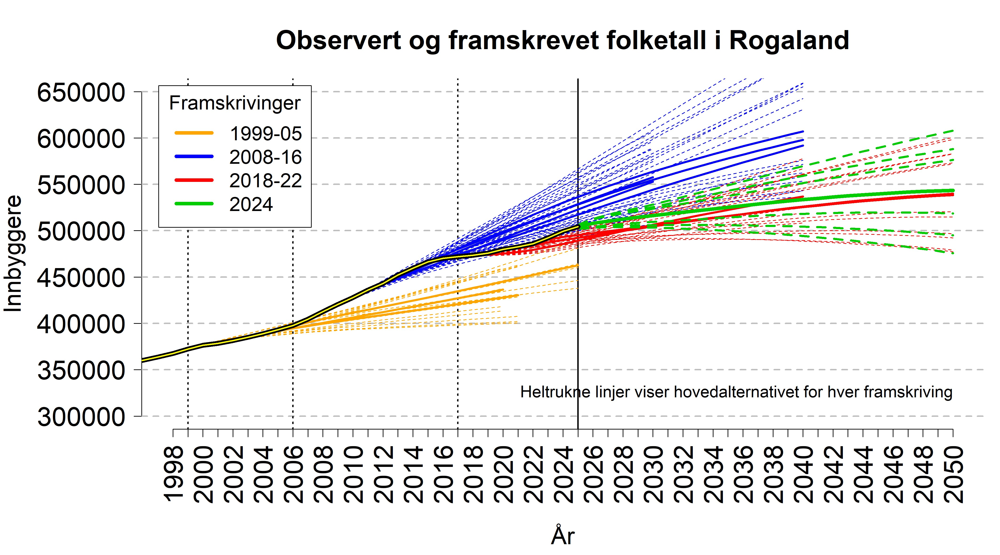 Observert og framskrevet folketall i Rogaland
Innbyggere
650000
600000
550000
500000
450000
400000
350000
300000
Framskrivinger
1999-05
2008-16
2018-22
2024
Heltrukne linjer viser hovedalternativet for hver framskriving
1998 2000 2002 2004 2006 2008 2010 2012 2014 2016 2018 2020 2022 2024 2026 2028 2030 2032 2034 2036 2038 2040 2042 2044 2046 2048 2050
År